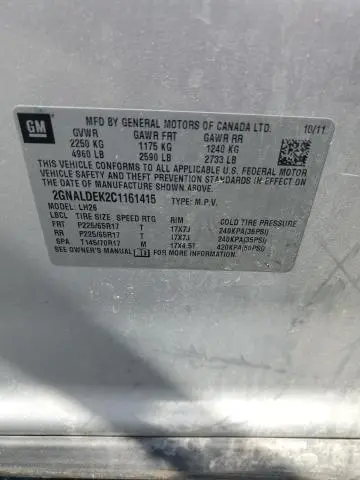 GM
MFD BY GENERAL MOTORS OF CANADA LTD. 10/11
GVWR GAWR FRT GAWR RR
2250 KG 1175 KG 1240 KG
4960 LB 2590 LB 2733 LB
THIS VEHICLE CONFORMS TO ALL APPLICABLE U.S. FEDERAL MOTOR
VEHICLE SAFETY AND THEFT PREVENTION STANDARDS IN EFFECT ON THE
DATE OF MANUFACTURE SHOWN ABOVE.
2GNALDEK2C1161415 TYPE: M.P.V.
MODEL: LH26
LBCL TIRE SIZE SPEED RTG RIM COLD TIRE PRESSURE
FRT P225/65R17 T 17X7J 240KPA(35PSI)
RR P225/65R17 T 17X7J 240KPA(35PSI)
SPA T145/70R17 M 17X4.5T 420KPA(60PSI)
SEE OWNER'S MANUAL FOR MORE INFORMATION.